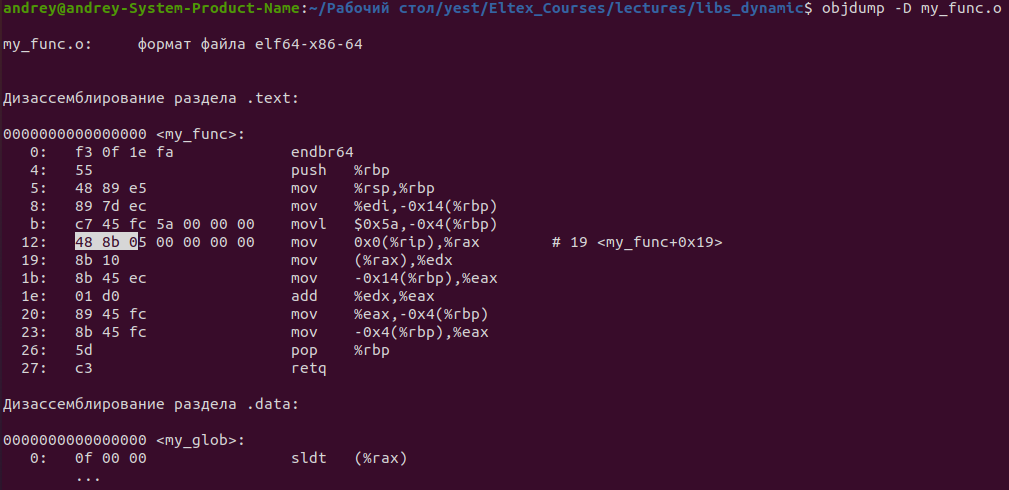 andrey@andrey-System-Product-Name:~/Рабочий стол/yest/Eltex_Courses/lectures/libs_dynamic$ objdump -D my_func.o
my_func.o:     формат файла elf64-x86-64
Дизассемблирование раздела .text:
0000000000000000 <my_func>:
   0:	f3 0f 1e fa          	endbr64
   4:	55                   	push   %rbp
   5:	48 89 e5             	mov    %rsp,%rbp
   8:	89 7d ec             	mov    %edi,-0x14(%rbp)
   b:	c7 45 fc 5a 00 00 00 	movl   $0x5a,-0x4(%rbp)
  12:	48 8b 05 00 00 00 00 	mov    0x0(%rip),%rax        # 19 <my_func+0x19>
  19:	8b 10                	mov    (%rax),%edx
  1b:	8b 45 ec             	mov    -0x14(%rbp),%eax
  1e:	01 d0                	add    %edx,%eax
  20:	89 45 fc             	mov    %eax,-0x4(%rbp)
  23:	8b 45 fc             	mov    -0x4(%rbp),%eax
  26:	5d                   	pop    %rbp
  27:	c3                   	retq
Дизассемблирование раздела .data:
0000000000000000 <my_glob>:
   0:	0f 00 00             	sldt   (%rax)
	...